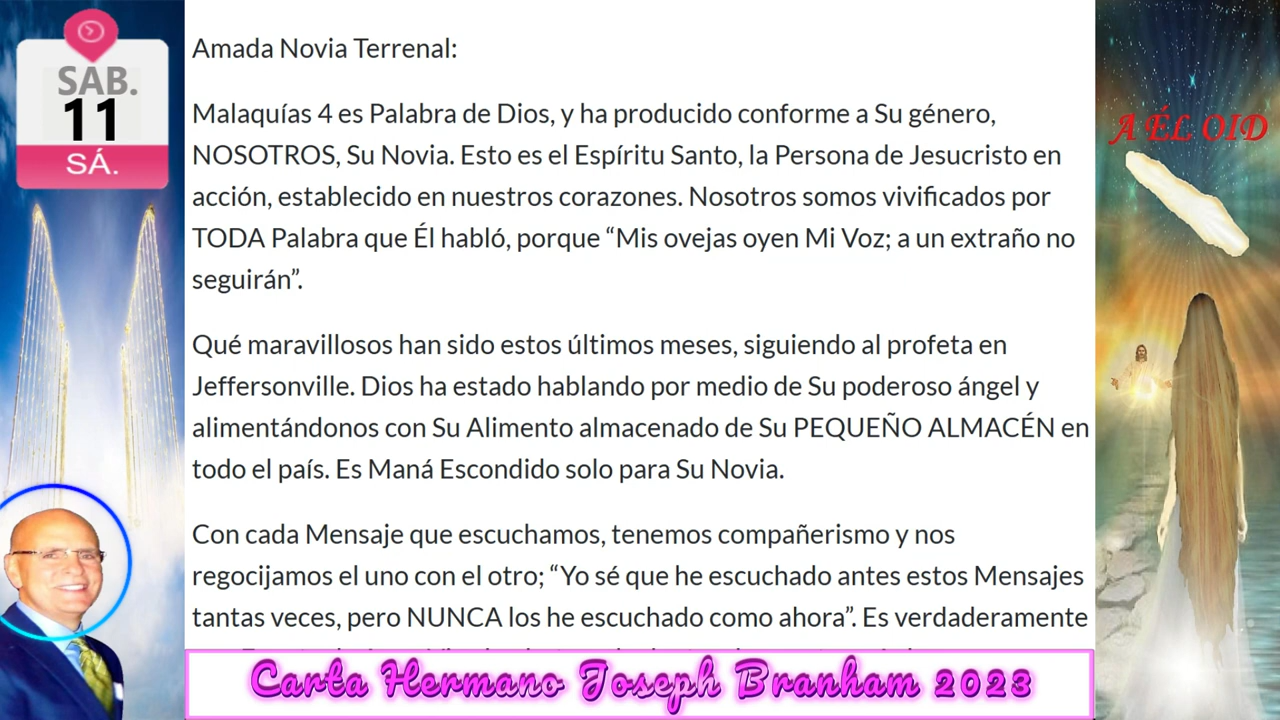 SAB.
11
SÁ.
Amada Novia Terrenal:
Malaquías 4 es Palabra de Dios, y ha producido conforme a Su género,
NOSOTROS, Su Novia. Esto es el Espíritu Santo, la Persona de Jesucristo en
acción, establecido en nuestros corazones. Nosotros somos vivificados por
TODA Palabra que Él habló, porque “Mis ovejas oyen Mi Voz; a un extraño no
seguirán”.
Qué maravillosos han sido estos últimos meses, siguiendo al profeta en
Jeffersonville. Dios ha estado hablando por medio de Su poderoso ángel y
alimentándonos con Su Alimento almacenado de Su PEQUEÑO ALMACÉN en
todo el país. Es Maná Escondido solo para Su Novia.
Con cada Mensaje que escuchamos, tenemos compañerismo y nos
regocijamos el uno con el otro; “Yo sé que he escuchado antes estos Mensajes
tantas veces, pero NUNCA los he escuchado como ahora”. Es verdaderamente
Carta Hermano Joseph Branham 2023
A ÉL OID